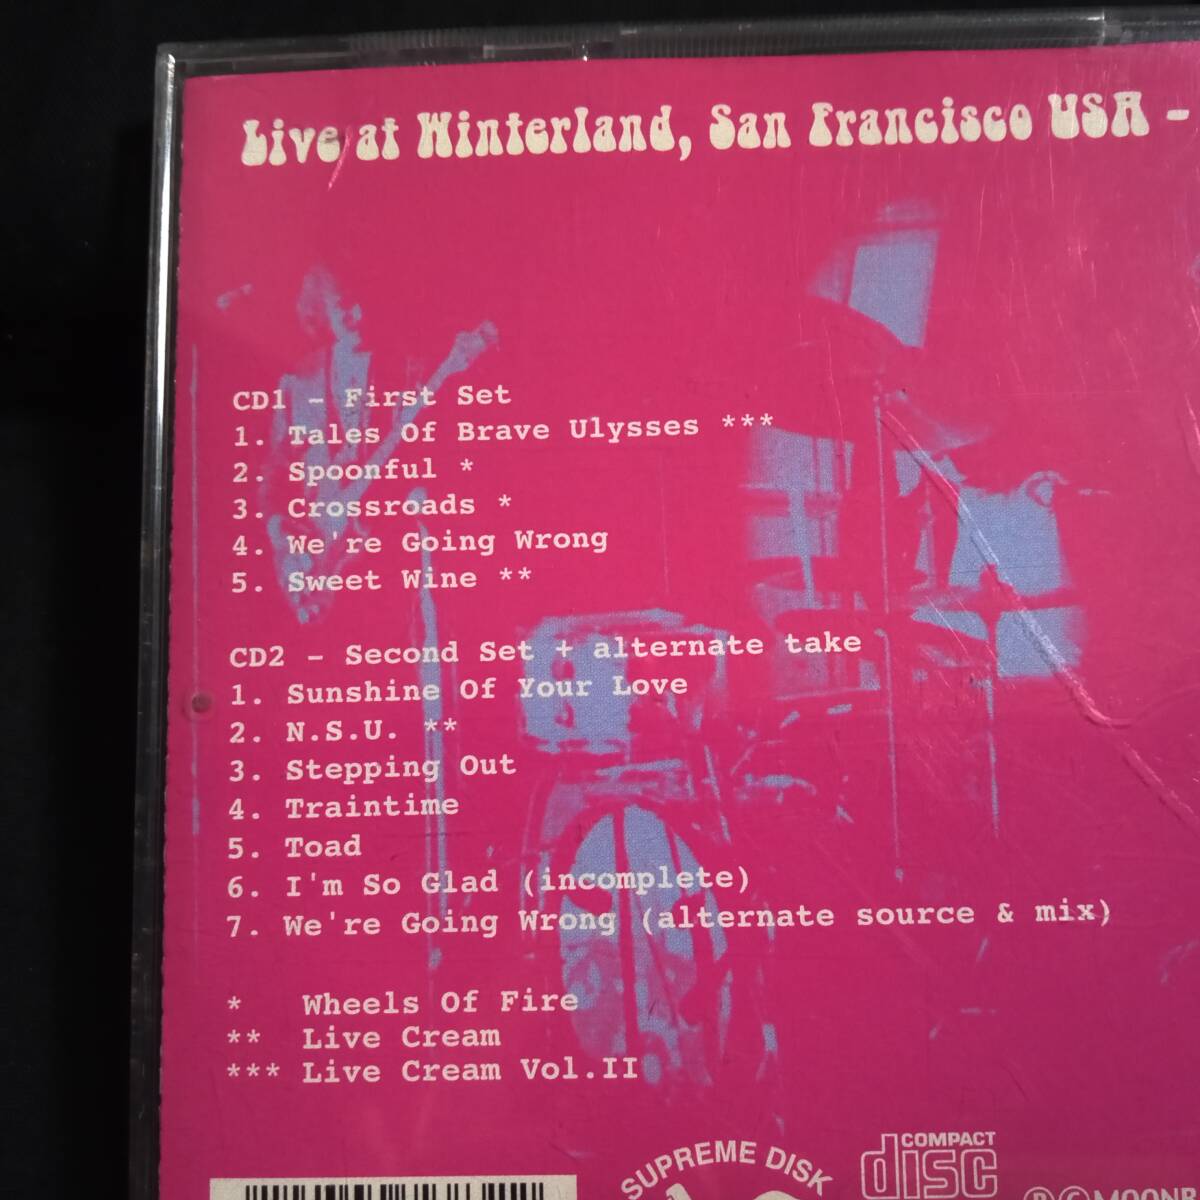 Live at Winterland, San Francisco USA -
CD1 - First Set
1. Tales Of Brave Ulysses ***
2. Spoonful *
3. Crossroads *
4. We're Going Wrong
5. Sweet Wine **
CD2 - Second Set + alternate take
1. Sunshine Of Your Love
2. N.S.U. **
3. Stepping Out
4. Traintime
5. Toad
6. I'm So Glad (incomplete)
7. We're Going Wrong (alternate source & mix)
* Wheels Of Fire
** Live Cream
*** Live Cream Vol.II
SUPREME DISK
COMPACT
disc